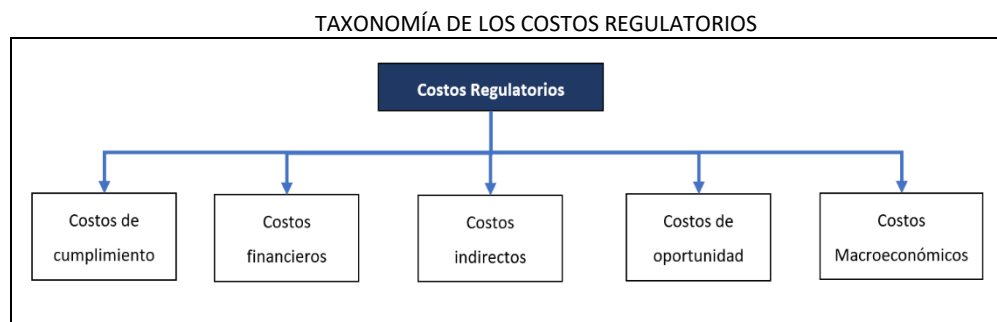 TAXONOMÍA DE LOS COSTOS REGULATORIOS
Costos Regulatorios
Costos de
cumplimiento
Costos
financieros
Costos
indirectos
Costos de
oportunidad
Costos
Macroeconómicos